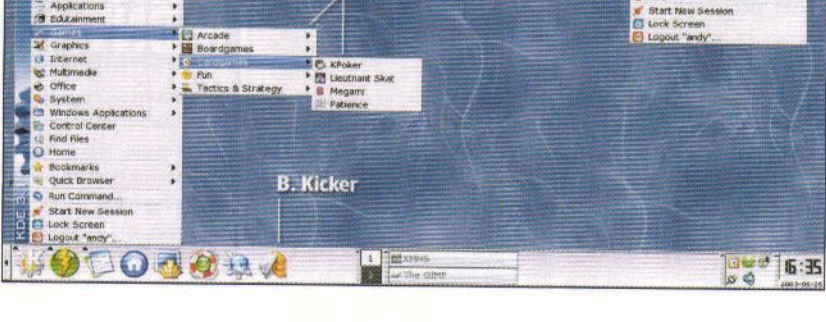 Applications
Edutainment
Games
Graphics
Internet
Multimedia
Office
System
Windows Applications
Control Center
Find Files
Home
Bookmarks
Quick Browser
Run Command...
Start New Session
Lock Screen
Logout "andy"...
KDE 3.
Arcade
Boardgames
Cardgames
Fun
Tactics & Strategy
KPoker
Lieutnant Skat
Megami
Patience
Start New Session
Lock Screen
Logout "andy"...
B. Kicker
1
2
XMMS
The GIMP
16:35